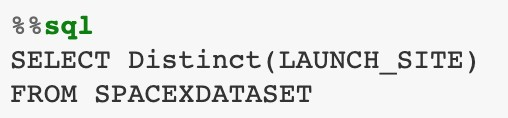 %%sql
SELECT Distinct(LAUNCH_SITE)
FROM SPACEXDATASET